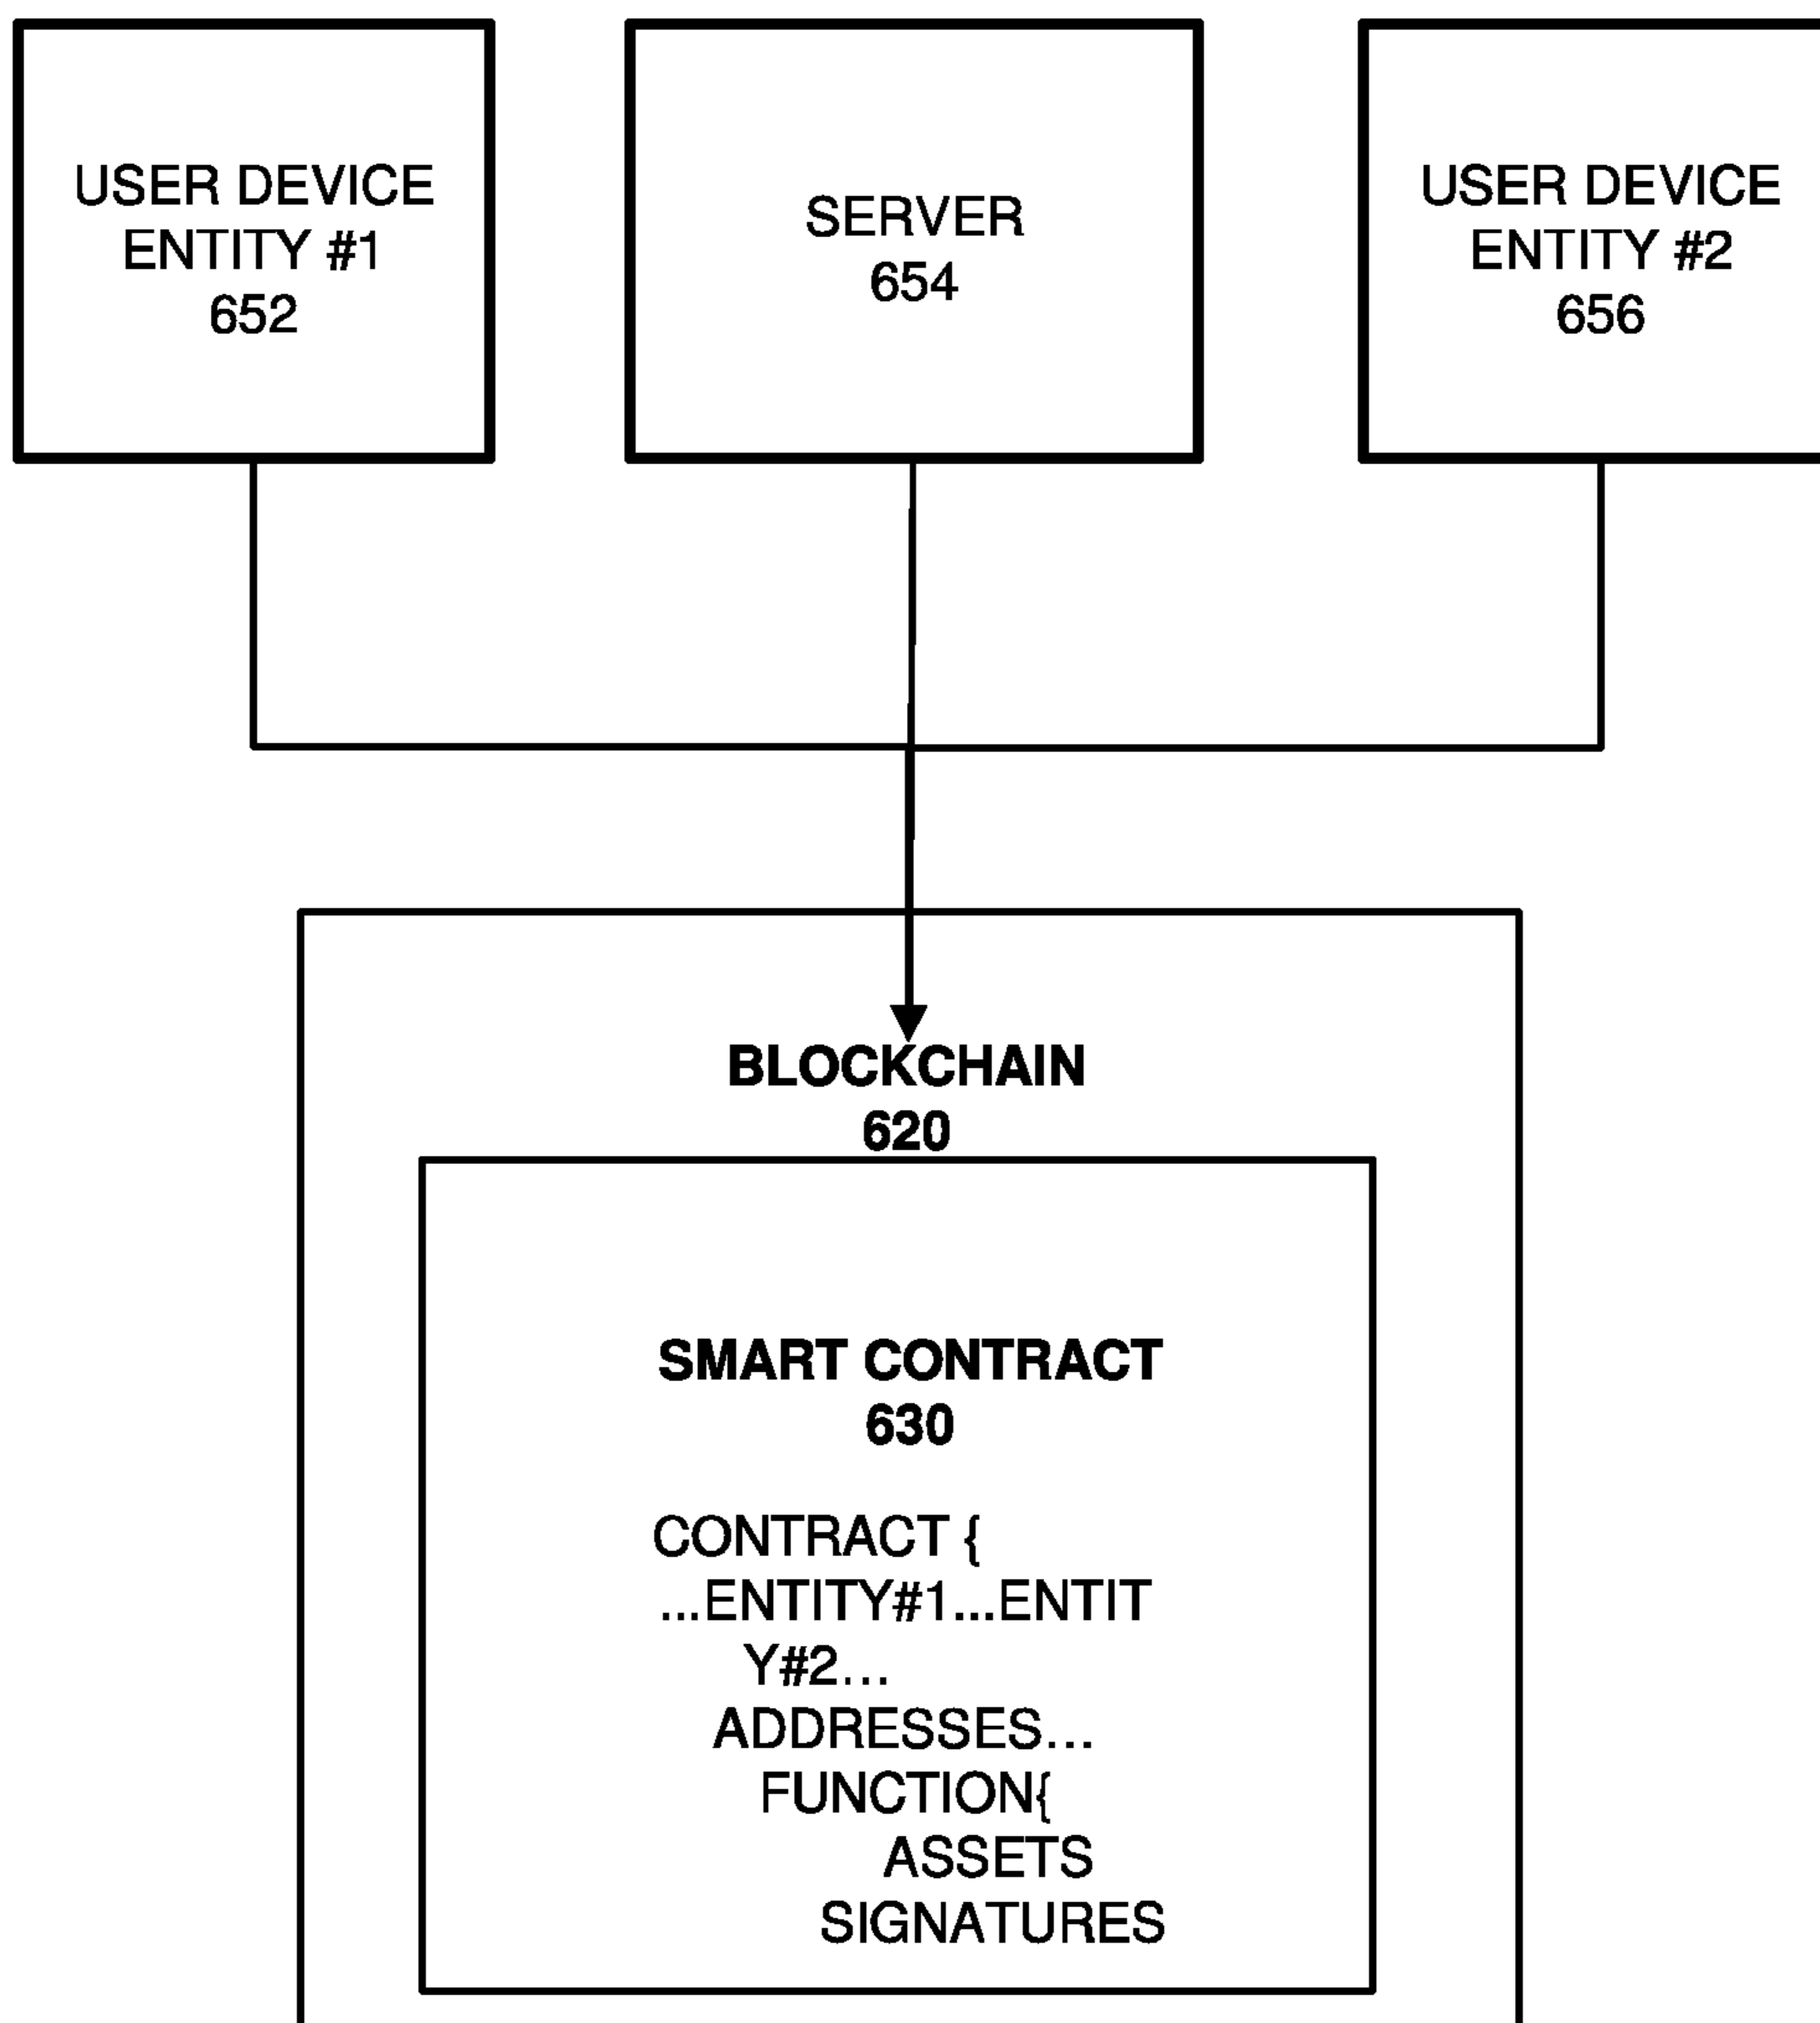 USER DEVICE
ENTITY #1
652
SERVER
654
USER DEVICE
ENTITY #2
656
BLOCKCHAIN
620
SMART CONTRACT
630
CONTRACT {
...ENTITY#1...ENTIT
Y#2...
ADDRESSES...
FUNCTION{
ASSETS
SIGNATURES